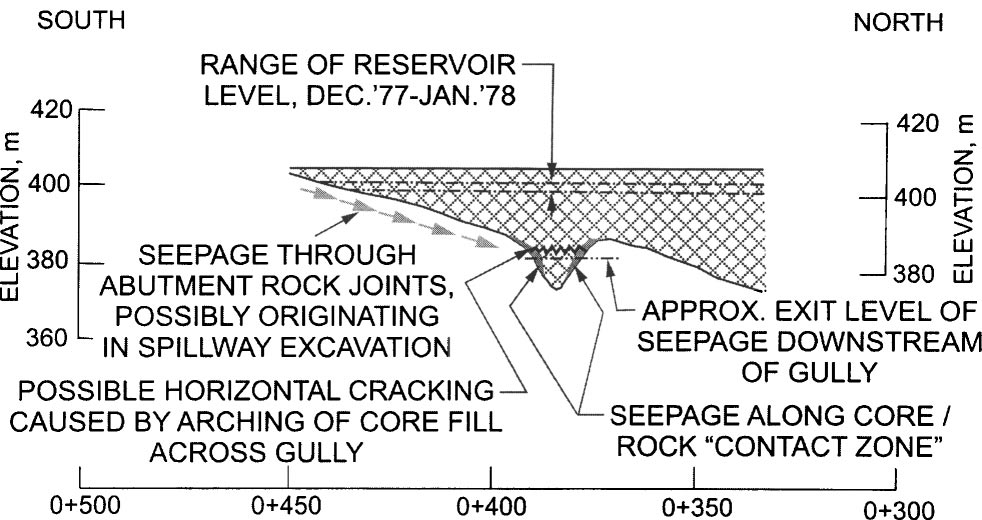 SOUTH
NORTH
RANGE OF RESERVOIR
LEVEL, DEC.'77-JAN.'78
420
400
380
360
ELEVATION, m
420
400
380
ELEVATION, m
SEEPAGE THROUGH
ABUTMENT ROCK JOINTS,
POSSIBLY ORIGINATING
IN SPILLWAY EXCAVATION
APPROX. EXIT LEVEL OF
SEEPAGE DOWNSTREAM
OF GULLY
POSSIBLE HORIZONTAL CRACKING
CAUSED BY ARCHING OF CORE FILL
ACROSS GULLY
SEEPAGE ALONG CORE /
ROCK “CONTACT ZONE”
0+500
0+450
0+400
0+350
0+300